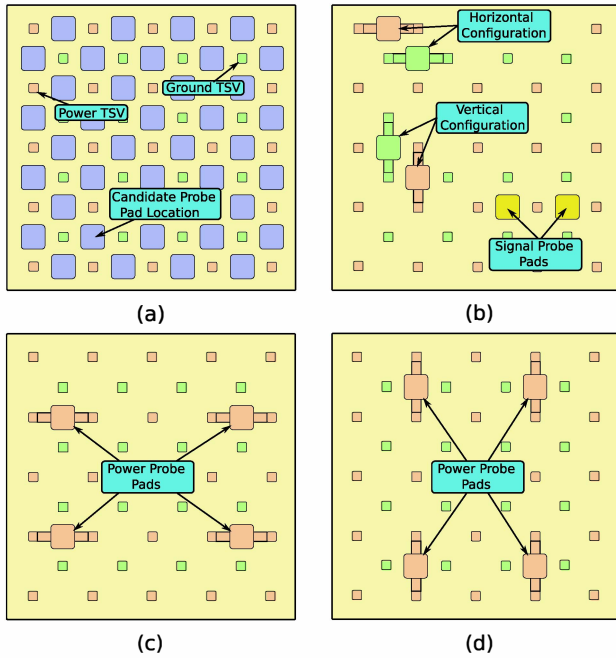 Power TSV
Ground TSV
Candidate Probe
Pad Location
(a)
Horizontal
Configuration
Vertical
Configuration
Signal Probe
Pads
(b)
Power Probe
Pads
(c)
Power Probe
Pads
(d)